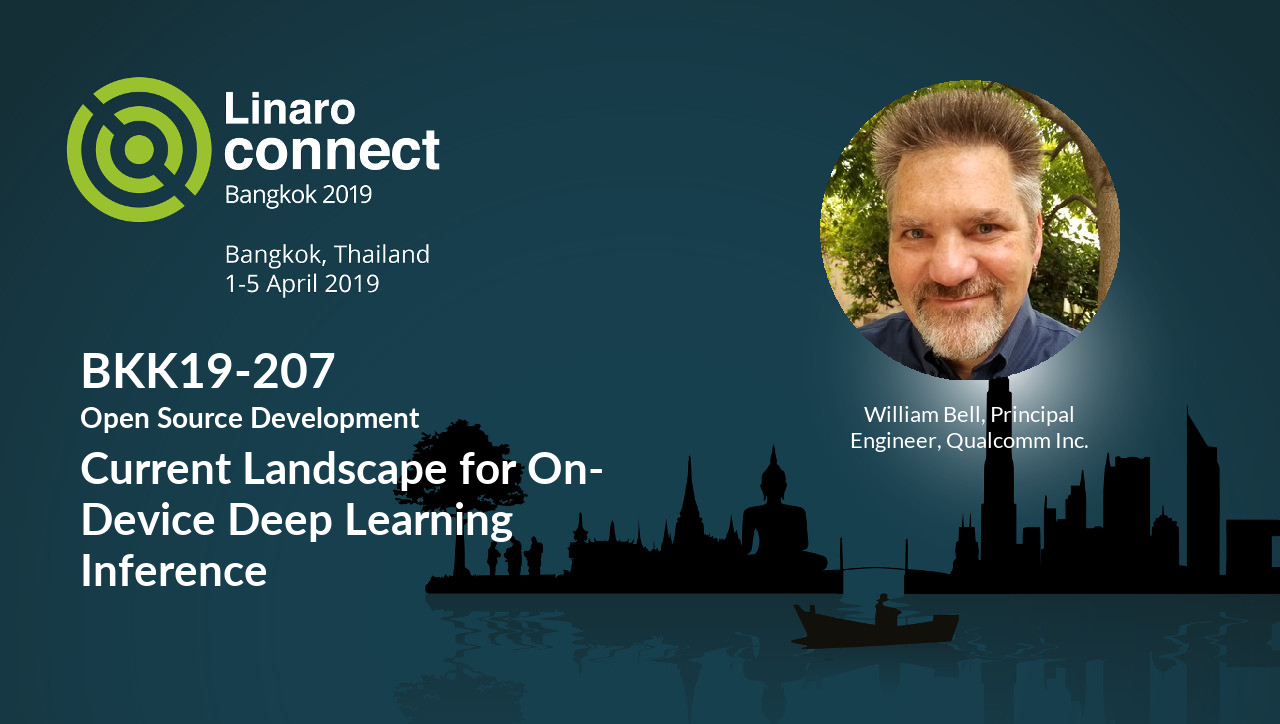 Linaro
connect
Bangkok 2019
Bangkok, Thailand
1-5 April 2019
BKK19-207
Open Source Development
Current Landscape for On-
Device Deep Learning
Inference
William Bell, Principal
Engineer, Qualcomm Inc.